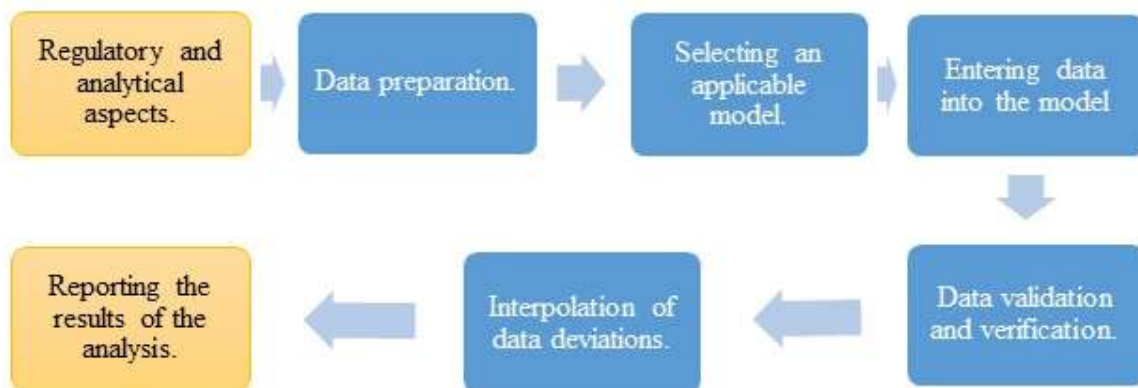 Regulatory and
analytical
aspects.
Data preparation.
Selecting an
applicable
model.
Entering data
into the model
Data validation
and verification.
Interpolation of
data deviations.
Reporting the
results of the
analysis.